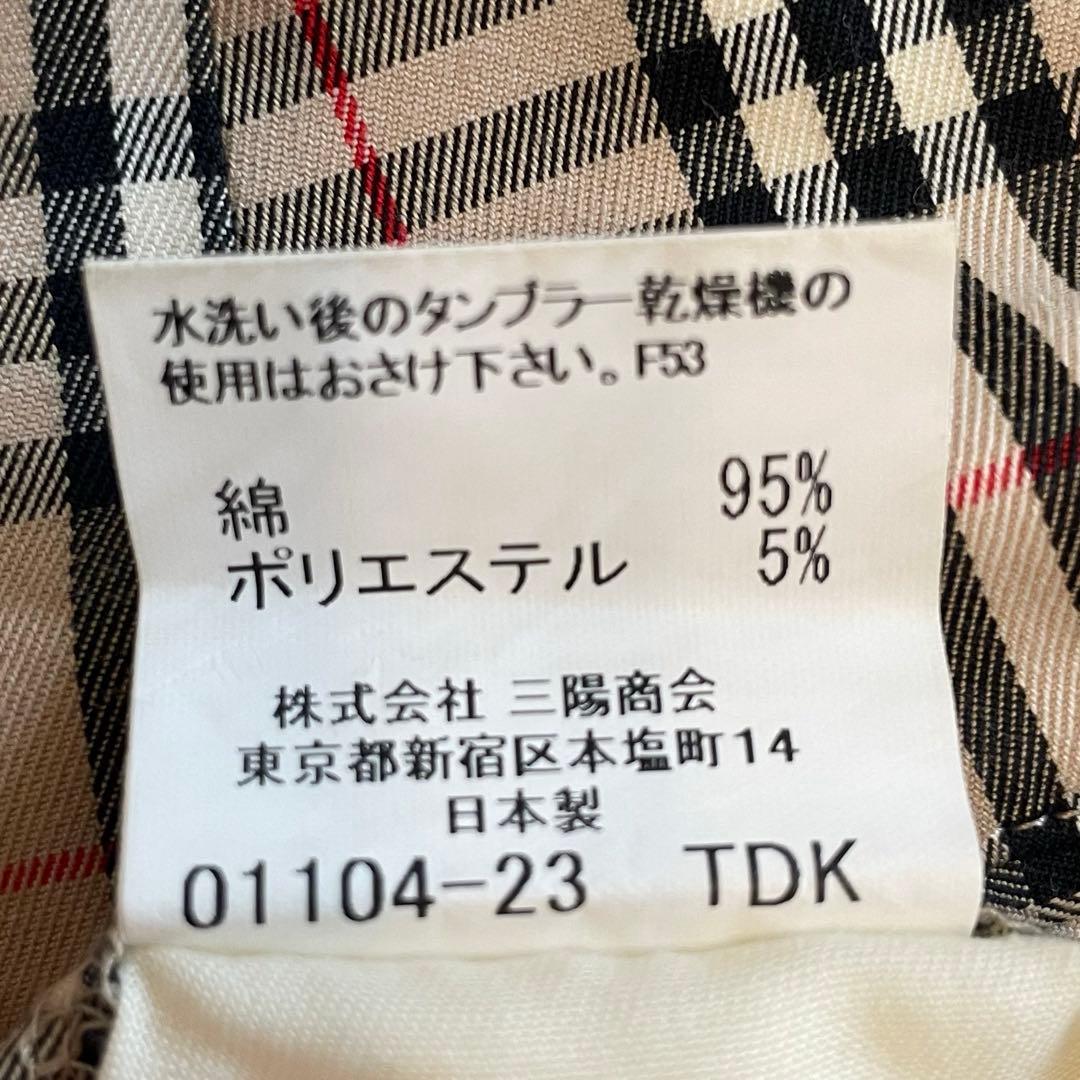 水洗い後のタンブラー乾燥機の
使用はおさけ下さい。F53
綿 95%
ポリエステル 5%
株式会社 三陽商会
東京都新宿区本塩町14
日本製
01104-23 TDK